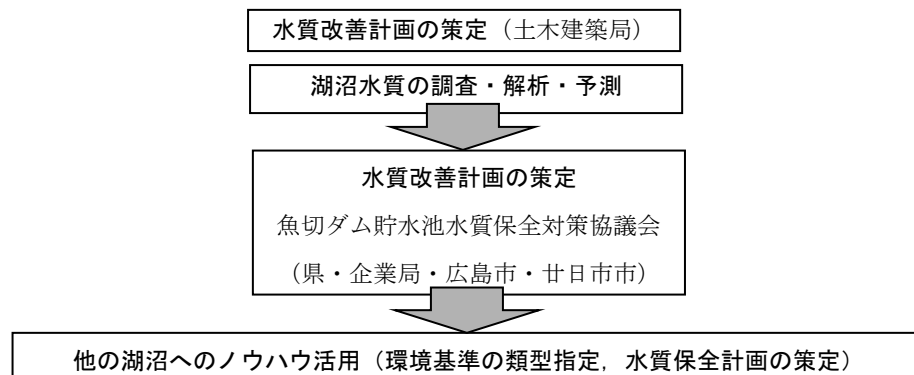 水質改善計画の策定（土木建築局）
湖沼水質の調査・解析・予測
水質改善計画の策定
魚切ダム貯水池水質保全対策協議会
（県・企業局・広島市・廿日市市）
他の湖沼へのノウハウ活用（環境基準の類型指定，水質保全計画の策定）